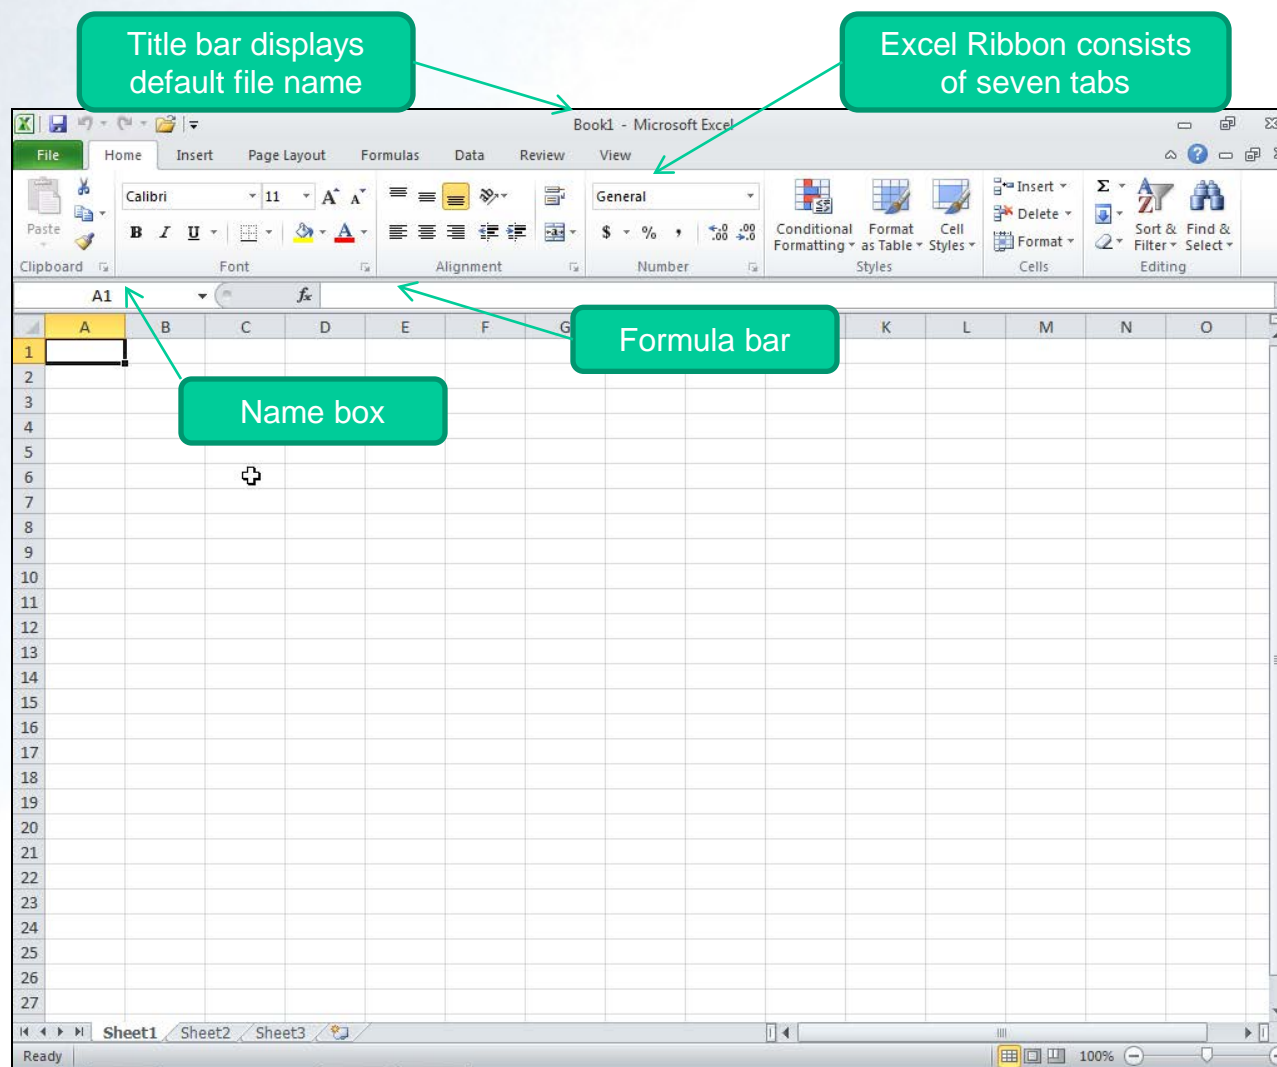 Title bar displays
default file name
Excel Ribbon consists
of seven tabs
Book1 - Microsoft Excel
File Home Insert Page Layout Formulas Data Review View
Calibri 11 A A General
Insert
Delete
Format
Paste
B I U A $ % , .0 .00 .00 .0
Conditional Format Cell
Formatting as Table Styles
Σ A Z
Sort & Find &
Filter Select
Clipboard Font Alignment Number Styles Cells Editing
A1 fx
A B C D E F G K L M N O
Formula bar
Name box
1
2
3
4
5
6
7
8
9
10
11
12
13
14
15
16
17
18
19
20
21
22
23
24
25
26
27
Sheet1 Sheet2 Sheet3
Ready 100%